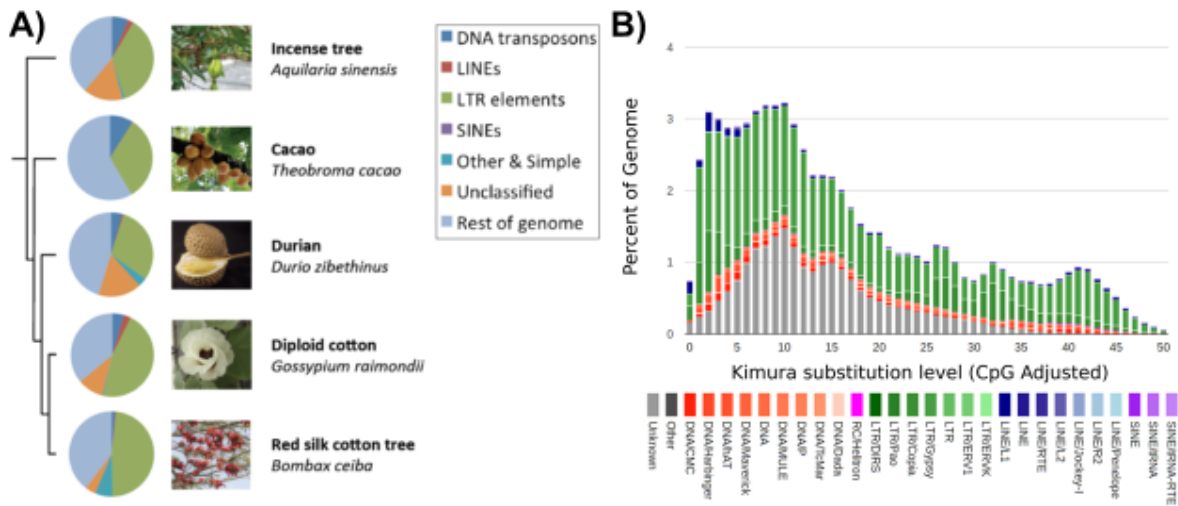 A)
Incense tree
Aquilaria sinensis
Cacao
Theobroma cacao
Durian
Durio zibethinus
Diploid cotton
Gossypium raimondii
Red silk cotton tree
Bombax ceiba
DNA transposons
LINEs
LTR elements
SINEs
Other & Simple
Unclassified
Rest of genome
B)
Percent of Genome
4
3
2
1
0
0 5 10 15 20 25 30 35 40 45 50
Kimura substitution level (CpG Adjusted)
Unknown
Other
DNA/CMC
DNA/Harbinger
DNA/hAT
DNA/Maverick
DNA
DNA/MULE
DNA/P
DNA/TcMar
DNA/Dada
RC/Helitron
LTR/DIRS
LTR/Pao
LTR/Copia
LTR/Gypsy
LTR
LTR/ERV1
LTR/ERVK
LINE/L1
LINE
LINE/RTE
LINE/L2
LINE/Jockey-I
LINE/R2
LINE/Penelope
SINE
SINE/tRNA
SINE/tRNA-RTE